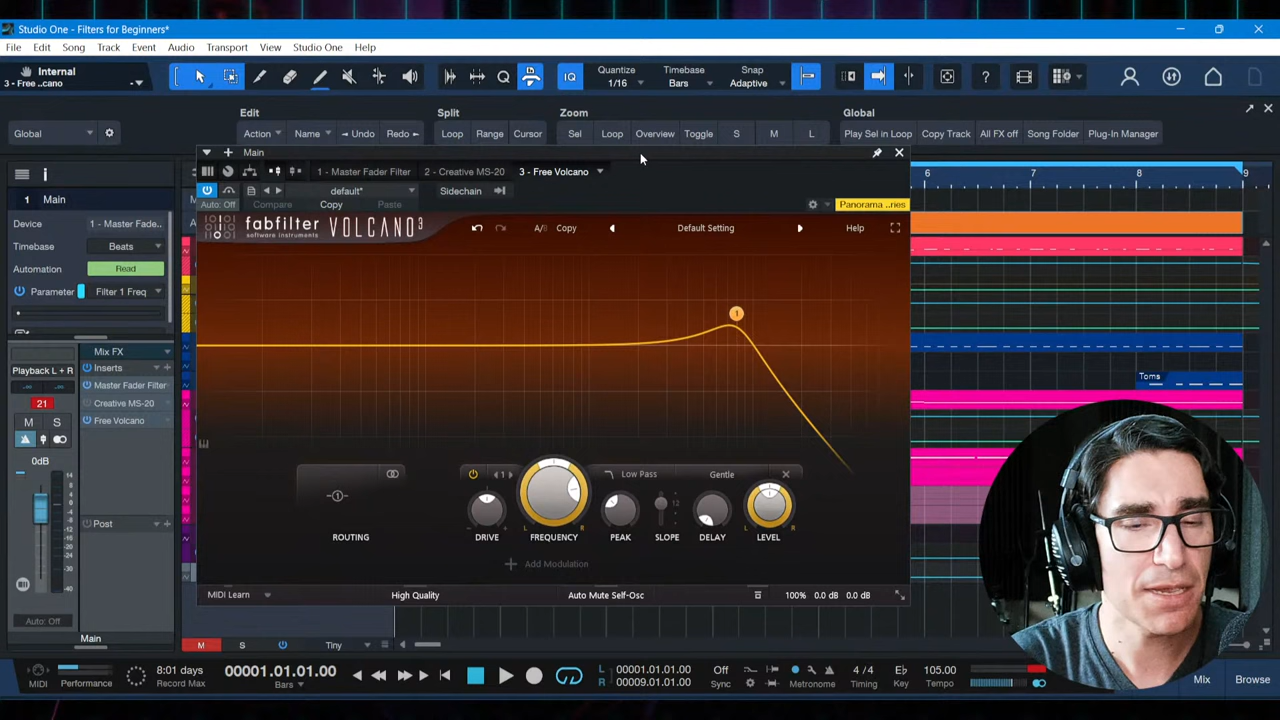 Studio One - Filters for Beginners*
File Edit Song Track Event Audio Transport View Studio One Help
Internal
3 - Free ..cano
Quantize
1/16
Timebase
Bars
Snap
Adaptive
IQ
Edit
Split
Zoom
Global
Global
Action
Name
Undo
Redo
Loop
Range
Cursor
Sel
Loop
Overview
Toggle
S
M
L
Play Sel in Loop
Copy Track
All FX off
Song Folder
Plug-In Manager
Main
1 - Master Fader Filter
2 - Creative MS-20
3 - Free Volcano
default*
Sidechain
Auto: Off
Compare
Copy
Paste
Panorama ..ries
6
7
8
9
1 Main
Device 1 - Master Fade..
Timebase Beats
Automation Read
Parameter Filter 1 Freq
fabfilter
software instruments
VOLCANO 3
A/B
Copy
Default Setting
Help
1
Toms
Mix FX
Inserts
Master Fader Filter
Creative MS-20
Free Volcano
Post
Playback L + R
-∞
-∞
21
M S
0dB
Auto: Off
Main
1
Low Pass
Gentle
12
ROUTING
DRIVE
FREQUENCY
PEAK
SLOPE
DELAY
LEVEL
L R
L R
Add Modulation
MIDI Learn
High Quality
Auto Mute Self-Osc
100% 0.0 dB 0.0 dB
M S
Tiny
MIDI
Performance
8:01 days
Record Max
00001.01.01.00
Bars
L 00001.01.01.00
R 00009.01.01.00
Off
Sync
Metronome
4 / 4
Timing
E♭
Key
105.00
Tempo
Mix
Browse